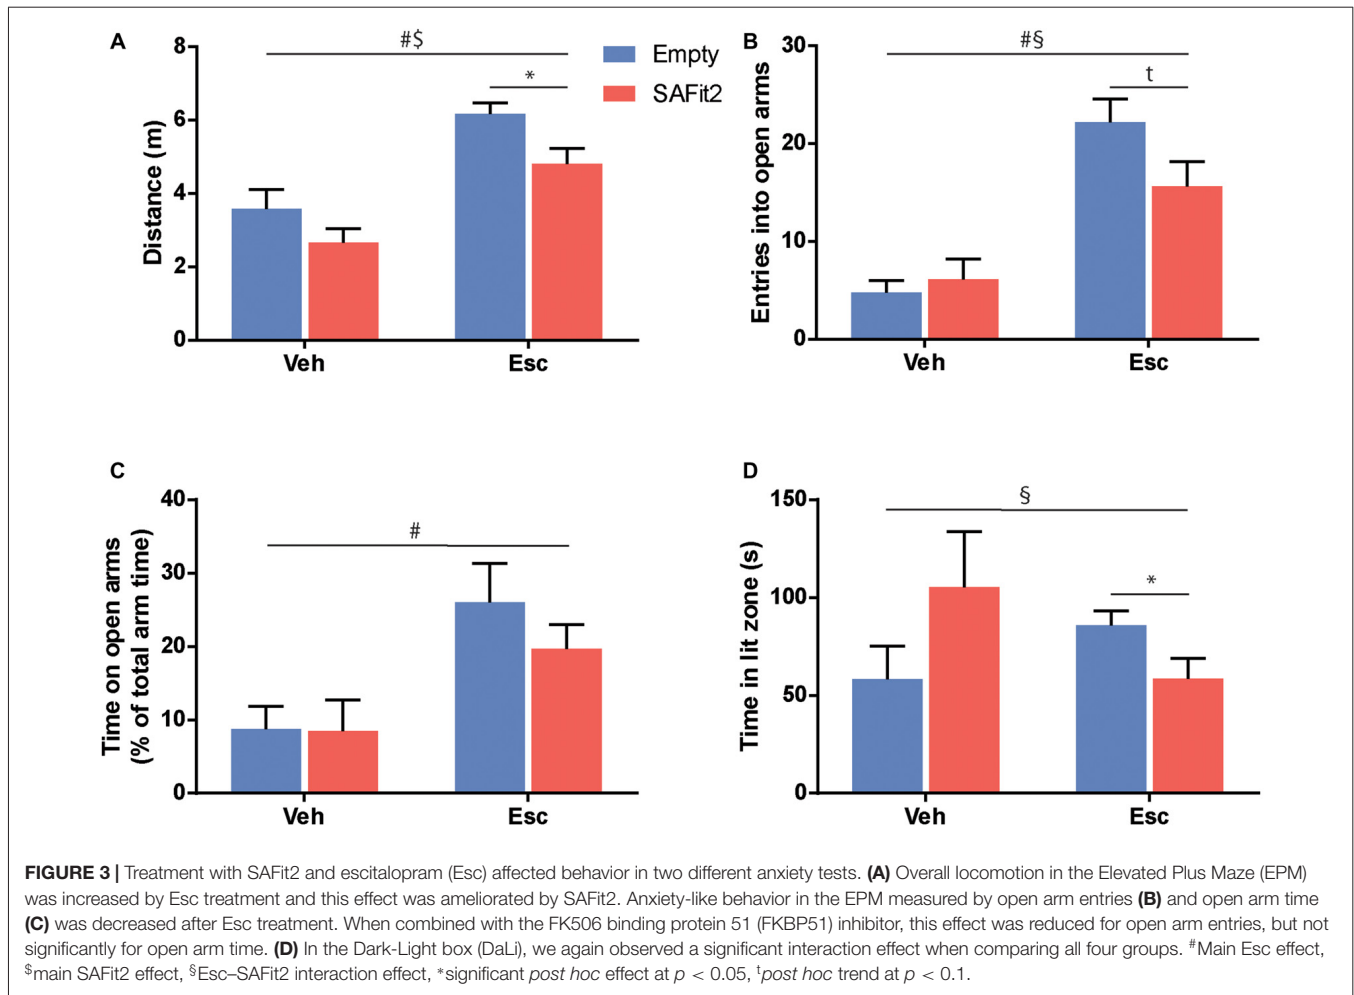 A
#$
*
Empty
SAFit2
8
6
4
2
0
Distance (m)
Veh
Esc
B
#§
t
30
20
10
0
Entries into open arms
Veh
Esc
C
#
40
30
20
10
0
Time on open arms
(% of total arm time)
Veh
Esc
D
§
*
150
100
50
0
Time in lit zone (s)
Veh
Esc
FIGURE 3 | Treatment with SAFit2 and escitalopram (Esc) affected behavior in two different anxiety tests. (A) Overall locomotion in the Elevated Plus Maze (EPM)
was increased by Esc treatment and this effect was ameliorated by SAFit2. Anxiety-like behavior in the EPM measured by open arm entries (B) and open arm time
(C) was decreased after Esc treatment. When combined with the FK506 binding protein 51 (FKBP51) inhibitor, this effect was reduced for open arm entries, but not
significantly for open arm time. (D) In the Dark-Light box (DaLi), we again observed a significant interaction effect when comparing all four groups. #Main Esc effect,
$main SAFit2 effect, §Esc–SAFit2 interaction effect, *significant post hoc effect at p < 0.05, tpost hoc trend at p < 0.1.